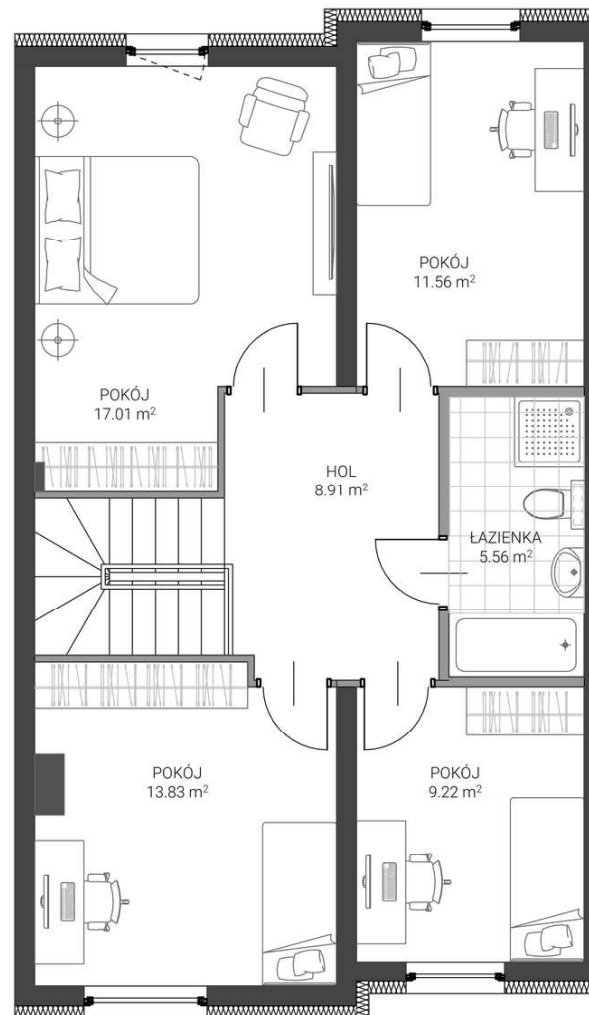 POKÓJ
11.56 m²
POKÓJ
17.01 m²
HOL
8.91 m²
ŁAZIENKA
5.56 m²
POKÓJ
13.83 m²
POKÓJ
9.22 m²